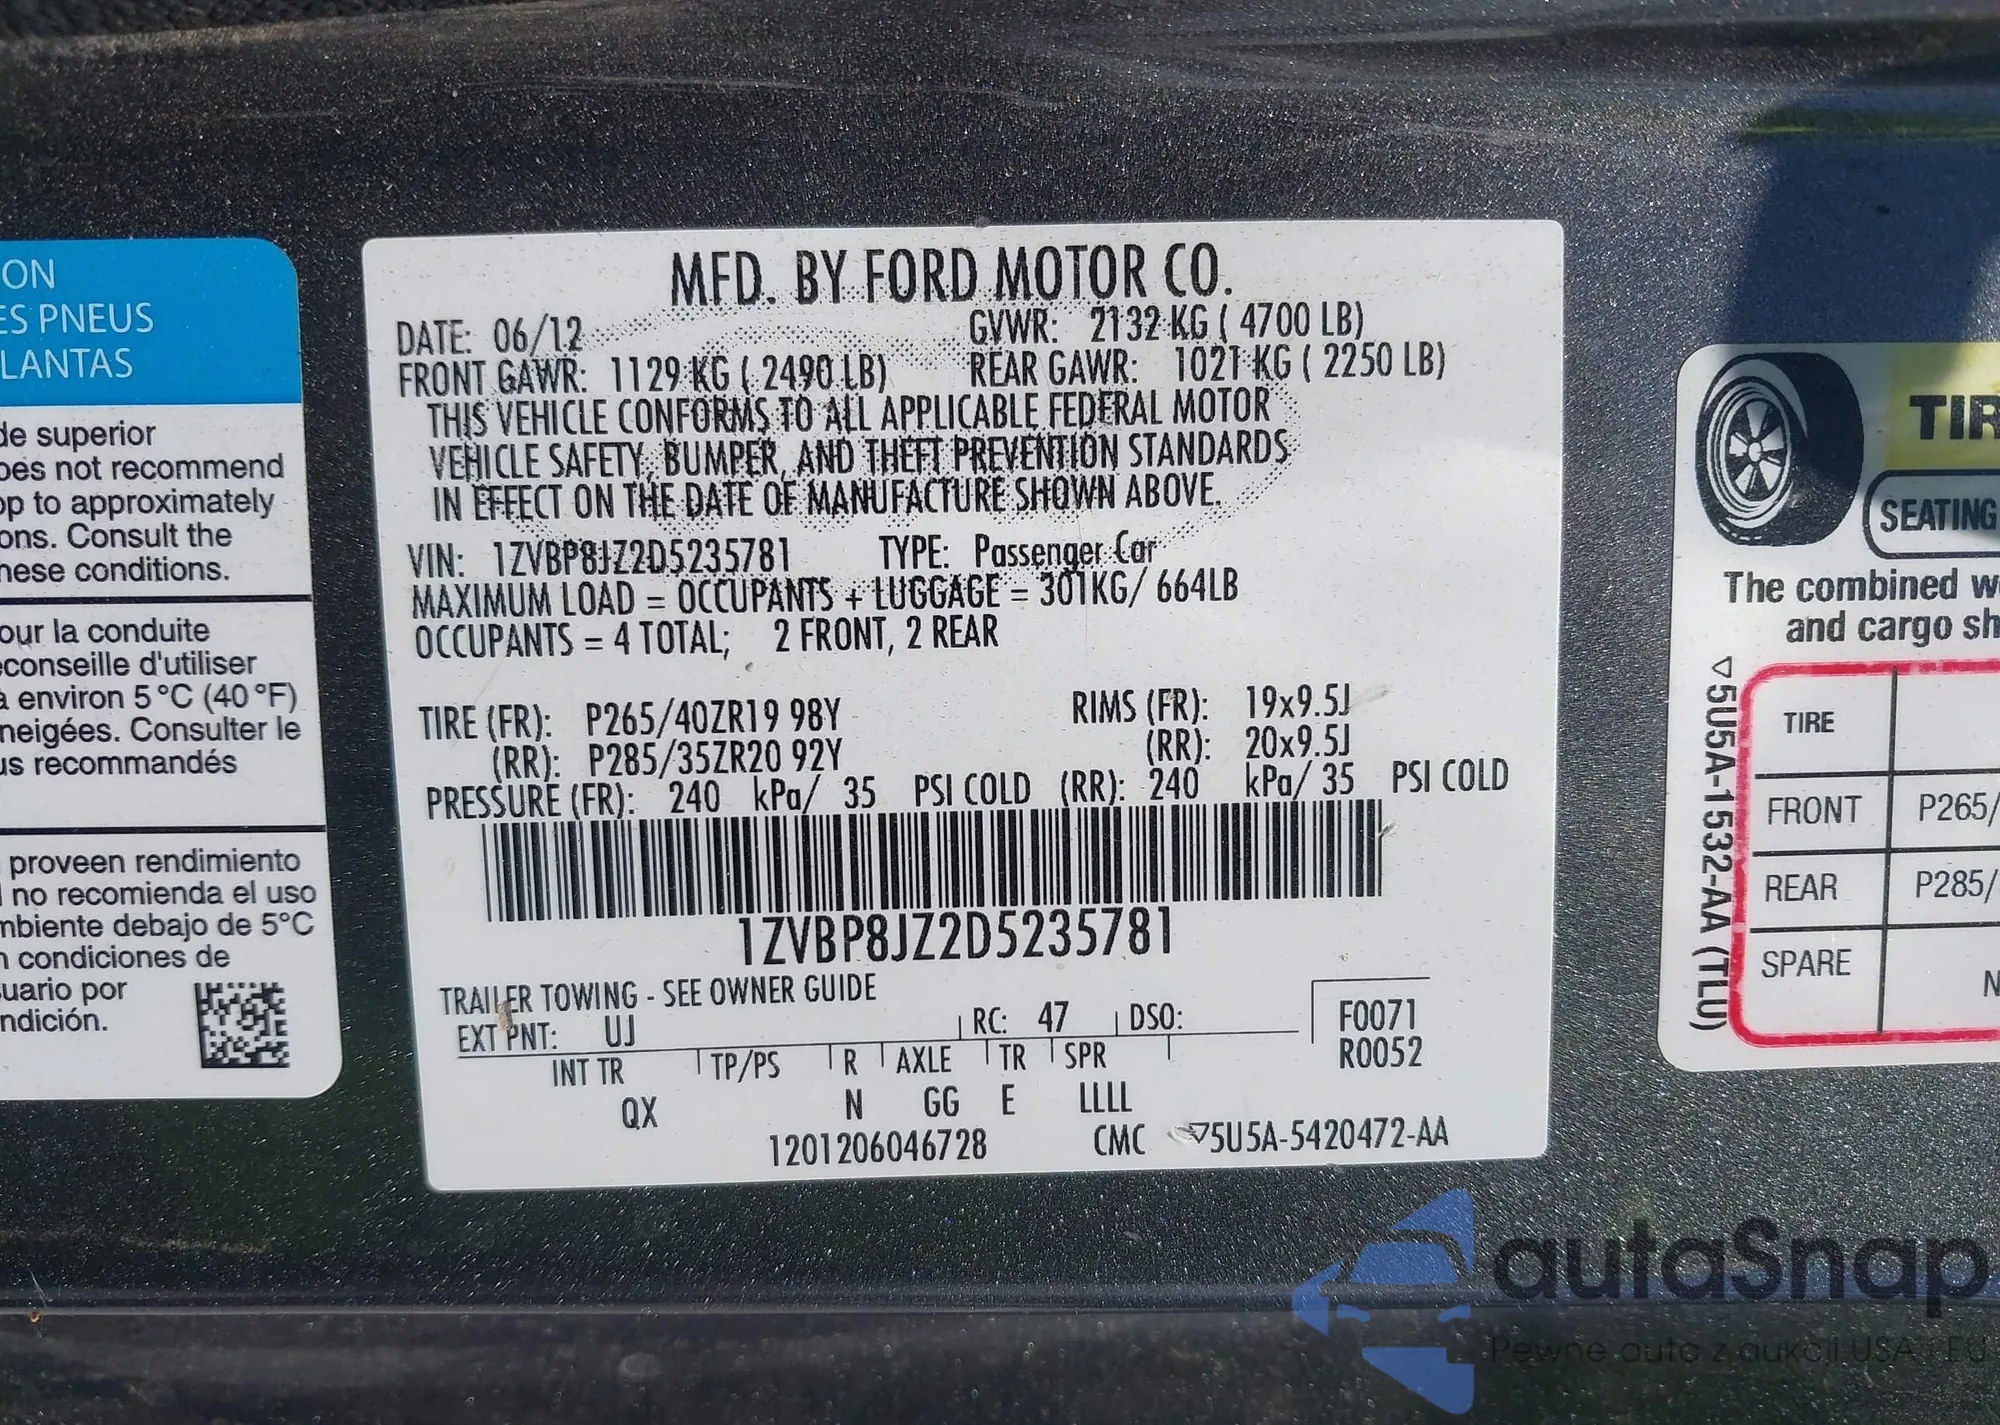 ON
ES PNEUS
LANTAS
de superior
oes not recommend
op to approximately
ons. Consult the
hese conditions.
our la conduite
econseille d'utiliser
à environ 5 °C (40 °F)
neigées. Consulter le
us recommandés
proveen rendimiento
l no recomienda el uso
mbiente debajo de 5°C
n condiciones de
suario por
ndición.
MFD. BY FORD MOTOR CO.
DATE: 06/12 GVWR: 2132 KG ( 4700 LB)
FRONT GAWR: 1129 KG ( 2490 LB) REAR GAWR: 1021 KG ( 2250 LB)
THIS VEHICLE CONFORMS TO ALL APPLICABLE FEDERAL MOTOR
VEHICLE SAFETY, BUMPER, AND THEFT PREVENTION STANDARDS
IN EFFECT ON THE DATE OF MANUFACTURE SHOWN ABOVE.
VIN: 1ZVBP8JZ2D5235781 TYPE: Passenger Car
MAXIMUM LOAD = OCCUPANTS + LUGGAGE = 301KG/ 664LB
OCCUPANTS = 4 TOTAL; 2 FRONT, 2 REAR
TIRE (FR): P265/40ZR19 98Y RIMS (FR): 19x9.5J
(RR): P285/35ZR20 92Y (RR): 20x9.5J
PRESSURE (FR): 240 kPa/ 35 PSI COLD (RR): 240 kPa/ 35 PSI COLD
1ZVBP8JZ2D5235781
TRAILER TOWING - SEE OWNER GUIDE
EXT PNT: UJ RC: 47 DSO: F0071
INT TR TP/PS R AXLE TR SPR R0052
QX N GG E LLLL
1201206046728 CMC ▽5U5A-5420472-AA
TIR
SEATING
The combined w
and cargo sh
▽5U5A-1532-AA (TLU)
TIRE
FRONT P265/
REAR P285/
SPARE N
autaSnap
Pewne auto z aukcji USA i EU